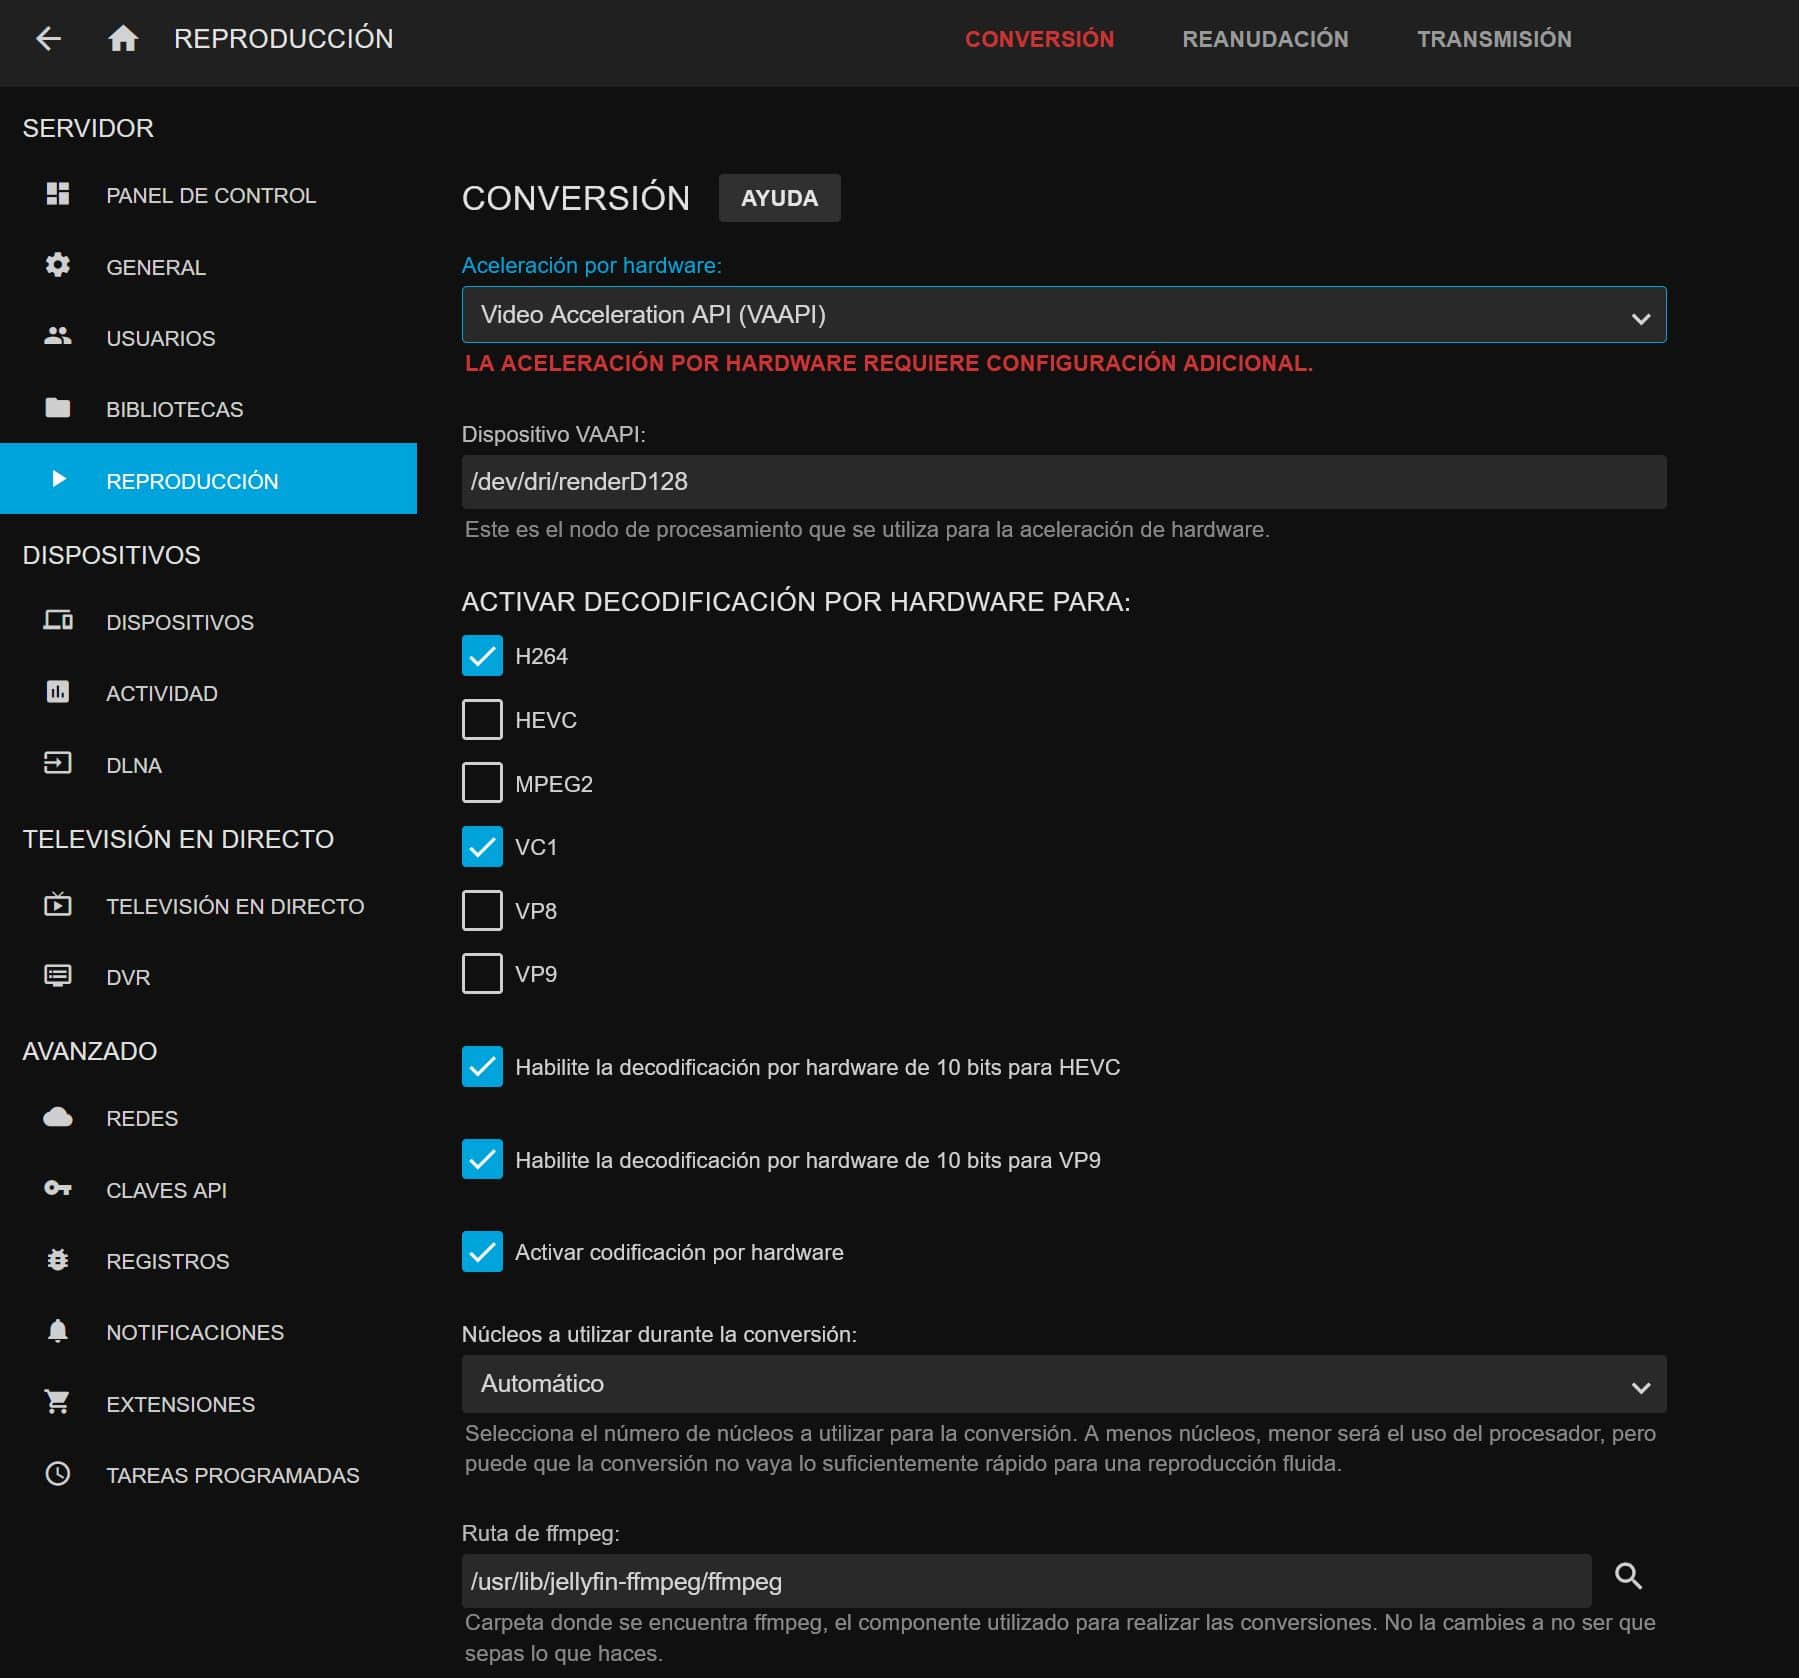 REPRODUCCIÓN
CONVERSIÓN
REANUDACIÓN
TRANSMISIÓN
SERVIDOR
PANEL DE CONTROL
GENERAL
USUARIOS
BIBLIOTECAS
REPRODUCCIÓN
DISPOSITIVOS
DISPOSITIVOS
ACTIVIDAD
DLNA
TELEVISIÓN EN DIRECTO
TELEVISIÓN EN DIRECTO
DVR
AVANZADO
REDES
CLAVES API
REGISTROS
NOTIFICACIONES
EXTENSIONES
TAREAS PROGRAMADAS
CONVERSIÓN
AYUDA
Aceleración por hardware:
Video Acceleration API (VAAPI)
LA ACELERACIÓN POR HARDWARE REQUIERE CONFIGURACIÓN ADICIONAL.
Dispositivo VAAPI:
/dev/dri/renderD128
Este es el nodo de procesamiento que se utiliza para la aceleración de hardware.
ACTIVAR DECODIFICACIÓN POR HARDWARE PARA:
H264
HEVC
MPEG2
VC1
VP8
VP9
Habilite la decodificación por hardware de 10 bits para HEVC
Habilite la decodificación por hardware de 10 bits para VP9
Activar codificación por hardware
Núcleos a utilizar durante la conversión:
Automático
Selecciona el número de núcleos a utilizar para la conversión. A menos núcleos, menor será el uso del procesador, pero
puede que la conversión no vaya lo suficientemente rápido para una reproducción fluida.
Ruta de ffmpeg:
/usr/lib/jellyfin-ffmpeg/ffmpeg
Carpeta donde se encuentra ffmpeg, el componente utilizado para realizar las conversiones. No la cambies a no ser que
sepas lo que haces.